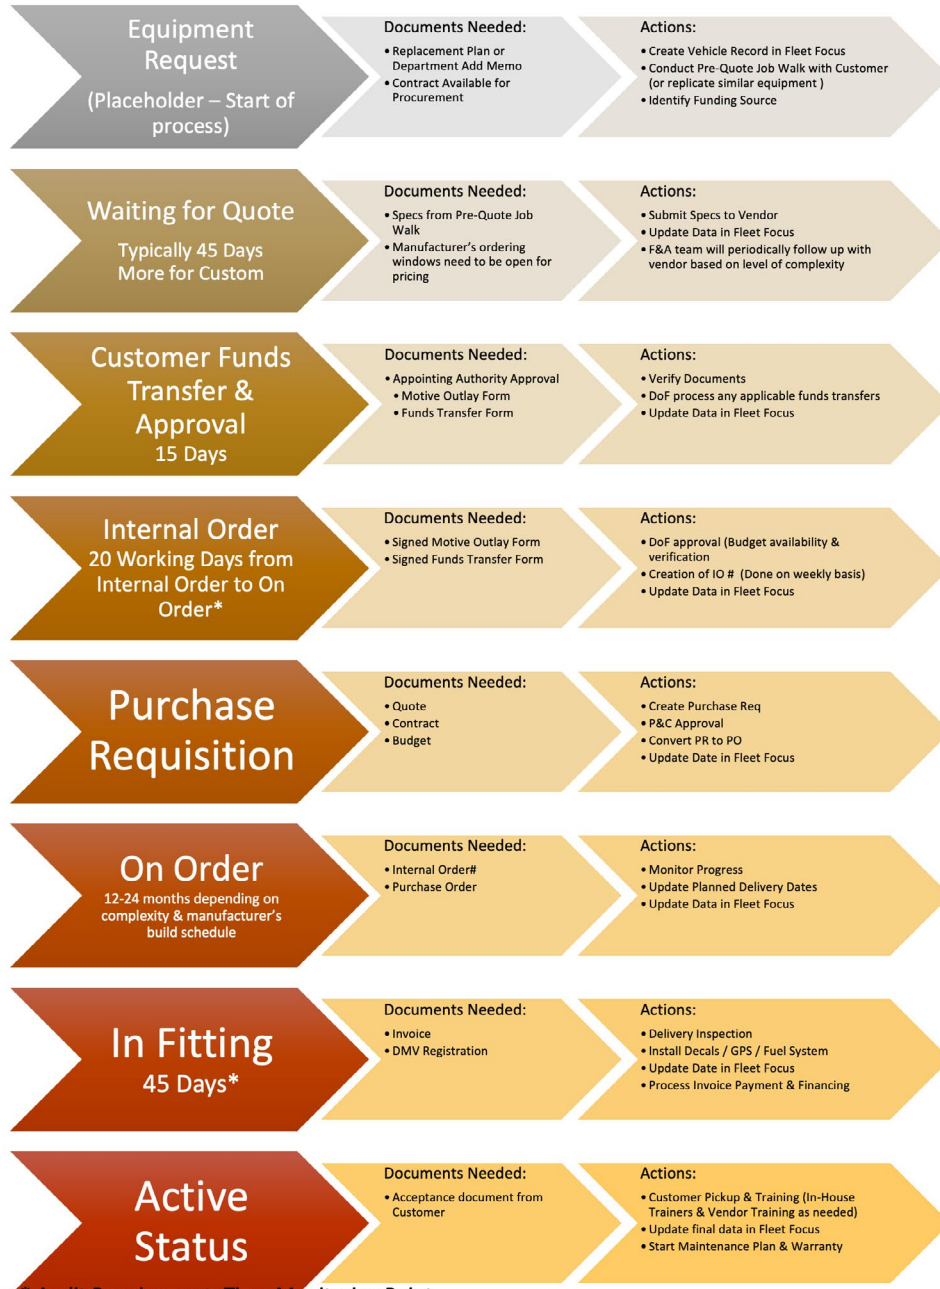 Equipment
Request
(Placeholder – Start of
process)
Documents Needed:
• Replacement Plan or
Department Add Memo
• Contract Available for
Procurement
Actions:
• Create Vehicle Record in Fleet Focus
• Conduct Pre-Quote Job Walk with Customer
(or replicate similar equipment )
• Identify Funding Source
Waiting for Quote
Typically 45 Days
More for Custom
Documents Needed:
• Specs from Pre-Quote Job
Walk
• Manufacturer's ordering
windows need to be open for
pricing
Actions:
• Submit Specs to Vendor
• Update Data in Fleet Focus
• F&A team will periodically follow up with
vendor based on level of complexity
Customer Funds
Transfer &
Approval
15 Days
Documents Needed:
• Appointing Authority Approval
• Motive Outlay Form
• Funds Transfer Form
Actions:
• Verify Documents
• DoF process any applicable funds transfers
• Update Data in Fleet Focus
Internal Order
20 Working Days from
Internal Order to On
Order*
Documents Needed:
• Signed Motive Outlay Form
• Signed Funds Transfer Form
Actions:
• DoF approval (Budget availability &
verification
• Creation of IO # (Done on weekly basis)
• Update Data in Fleet Focus
Purchase
Requisition
Documents Needed:
• Quote
• Contract
• Budget
Actions:
• Create Purchase Req
• P&C Approval
• Convert PR to PO
• Update Date in Fleet Focus
On Order
12-24 months depending on
complexity & manufacturer's
build schedule
Documents Needed:
• Internal Order#
• Purchase Order
Actions:
• Monitor Progress
• Update Planned Delivery Dates
• Update Data in Fleet Focus
In Fitting
45 Days*
Documents Needed:
• Invoice
• DMV Registration
Actions:
• Delivery Inspection
• Install Decals / GPS / Fuel System
• Update Date in Fleet Focus
• Process Invoice Payment & Financing
Active
Status
Documents Needed:
• Acceptance document from
Customer
Actions:
• Customer Pickup & Training (In-House
Trainers & Vendor Training as needed)
• Update final data in Fleet Focus
• Start Maintenance Plan & Warranty